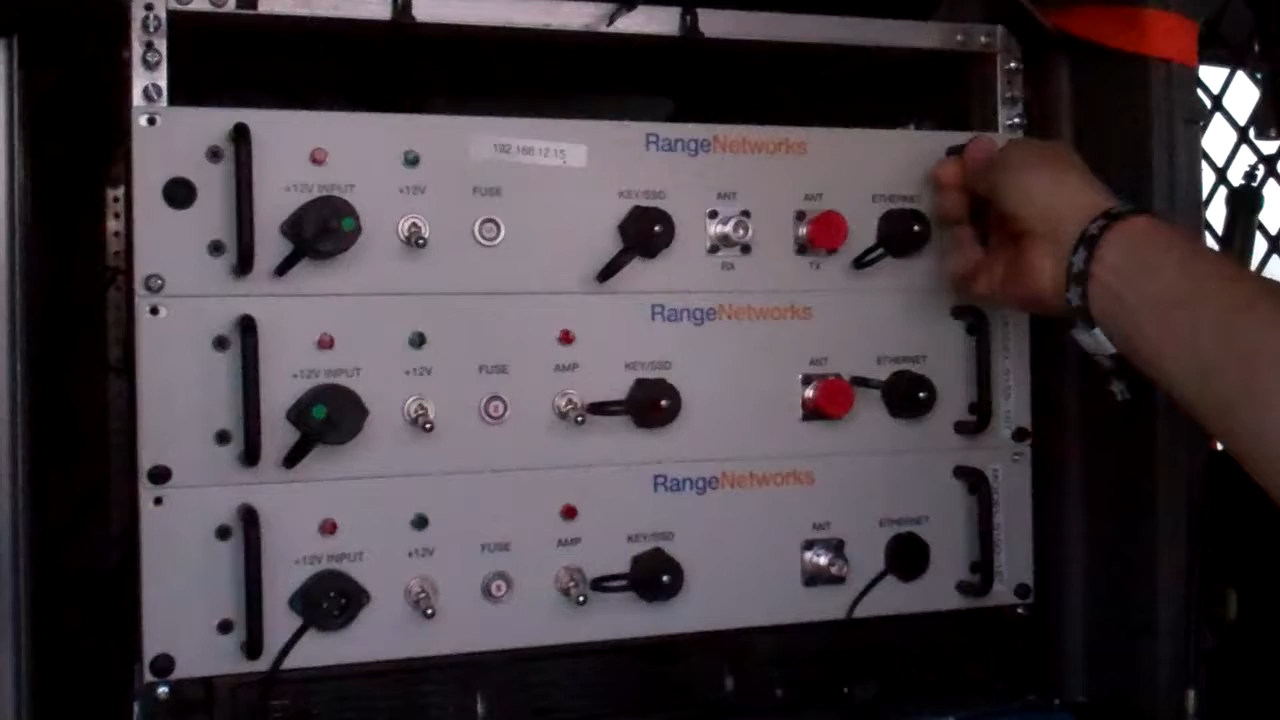 192.168.12.15
RangeNetworks
+12V INPUT
+12V
FUSE
KEY/SSD
ANT
ANT
ETHERNET
RX
TX
RangeNetworks
+12V INPUT
+12V
FUSE
AMP
KEY/SSD
ANT
ETHERNET
RangeNetworks
+12V INPUT
+12V
FUSE
AMP
KEY/SSD
ANT
ETHERNET